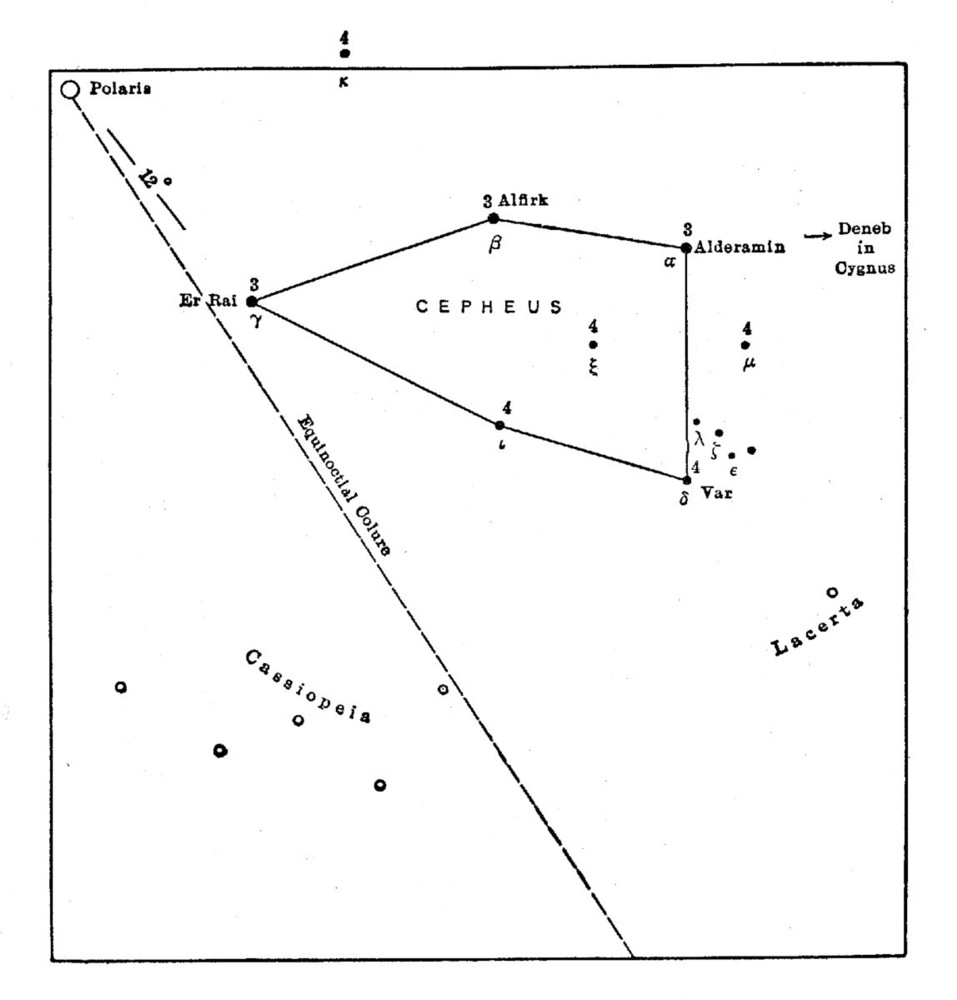 4
κ
Polaris
12°
3 Alfirk
β
3
Alderamin
α
→ Deneb
in
Cygnus
3
Er Rai
γ
CEPHEUS
4
ξ
4
μ
4
ι
λ
ζ
ε
4
δ
Var
Equinoctial Colure
Lacerta
Cassiopeia